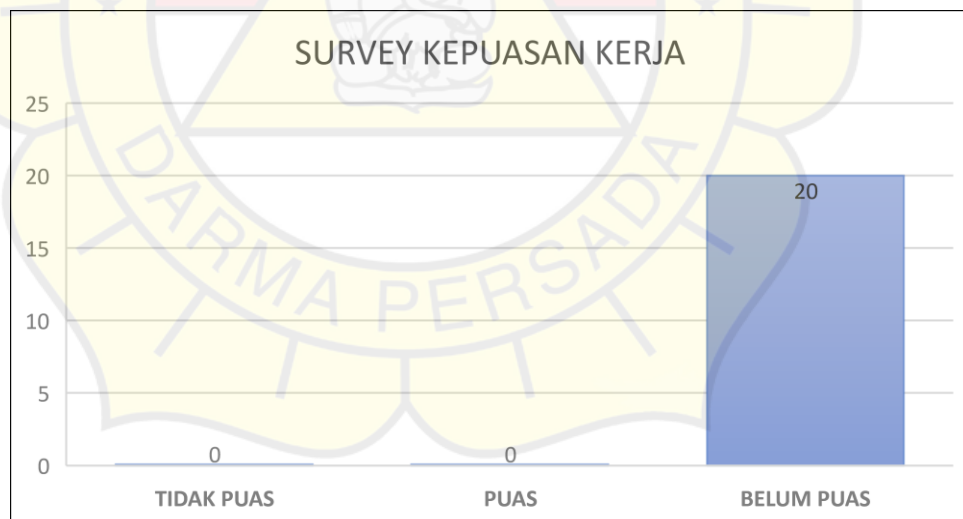 SURVEY KEPUASAN KERJA
25
20
20
15
10
5
0
0
0
TIDAK PUAS
PUAS
BELUM PUAS
DARMA PERSADA